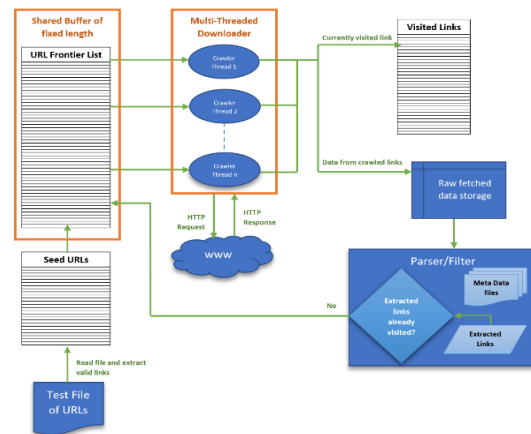 Shared Buffer of
fixed length
URL Frontier List
Multi-Threaded
Downloader
Crawler
Thread 1
Crawler
Thread 2
Crawler
Thread n
Currently visited link
Visited Links
Data from crawled links
Raw fetched
data storage
HTTP
Request
HTTP
Response
WWW
Seed URLs
Parser/Filter
Meta Data
files
Extracted
links
already
visited?
Extracted
Links
No
Read file and extract
valid links
Test File
of URLs